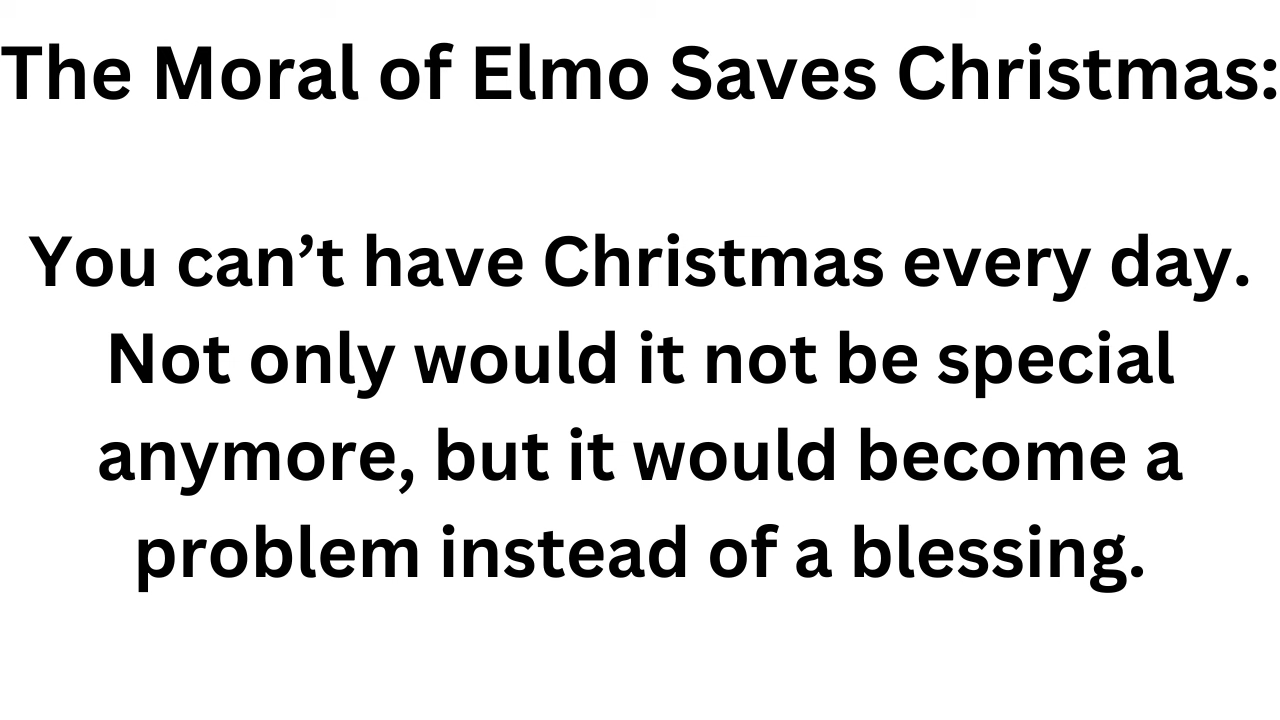 The Moral of Elmo Saves Christmas:
You can’t have Christmas every day.
Not only would it not be special
anymore, but it would become a
problem instead of a blessing.